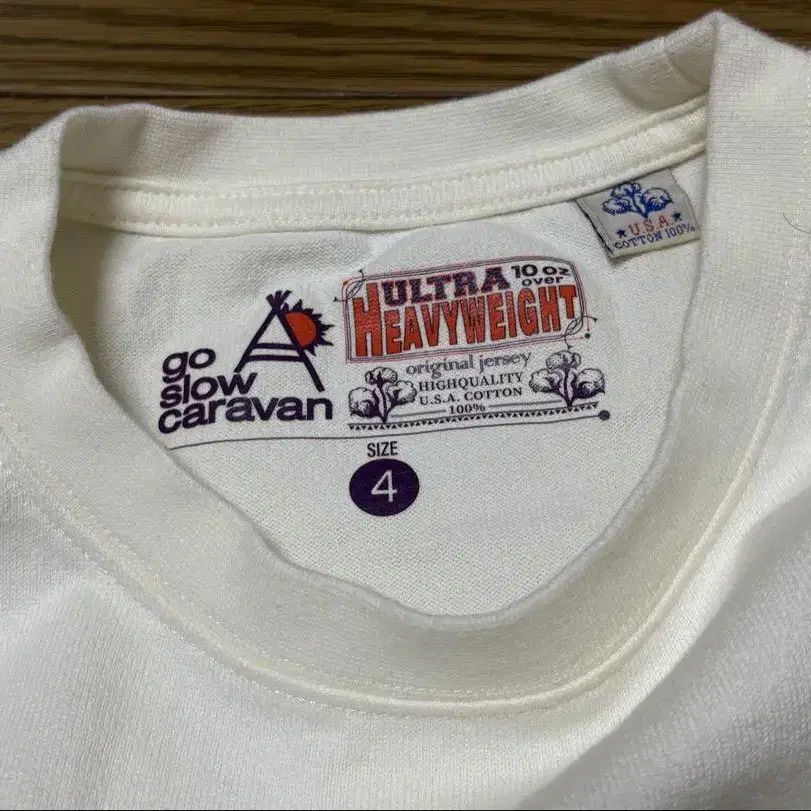 U.S.A
COTTON 100%
go
slow
caravan
ULTRA 10 oz
over
HEAVYWEIGHT
original jersey
HIGHQUALITY
U.S.A. COTTON
100%
SIZE
4